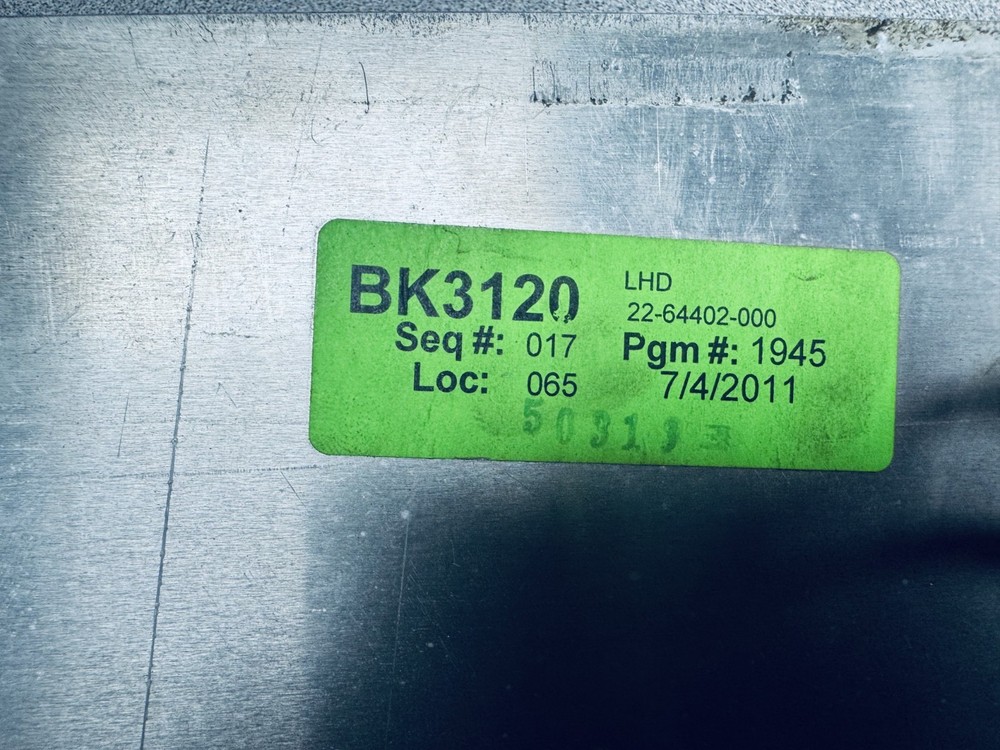 BK3120
LHD
22-64402-000
Seq #: 017
Pgm #: 1945
Loc: 065
7/4/2011